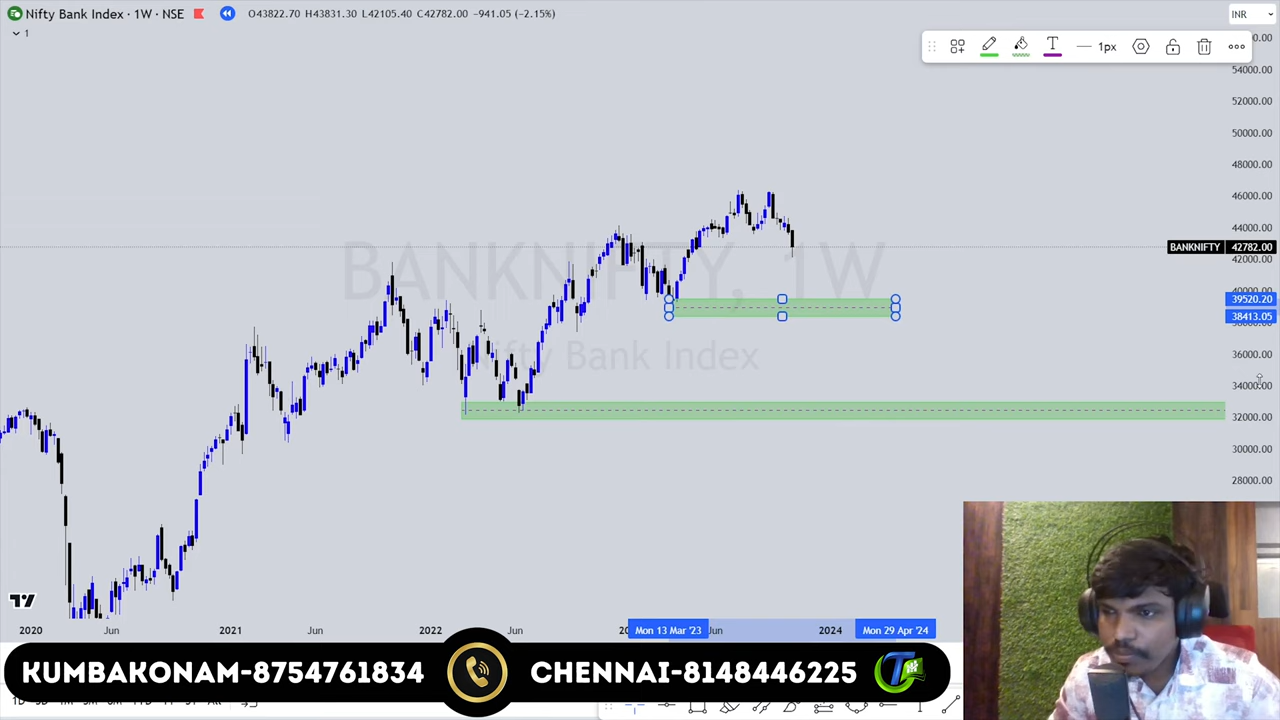 Nifty Bank Index · 1W · NSE
O43822.70 H43831.30 L42105.40 C42782.00 -941.05 (-2.15%)
INR
1
T
1px
54000.00
52000.00
50000.00
48000.00
46000.00
44000.00
BANKNIFTY 42782.00
42000.00
BANKNIFTY, 1W
39520.20
38413.05
Nifty Bank Index
36000.00
34000.00
32000.00
30000.00
28000.00
2020
Jun
2021
Jun
2022
Jun
Mon 13 Mar '23
Jun
2024
Mon 29 Apr '24
KUMBAKONAM-8754761834
CHENNAI-8148446225